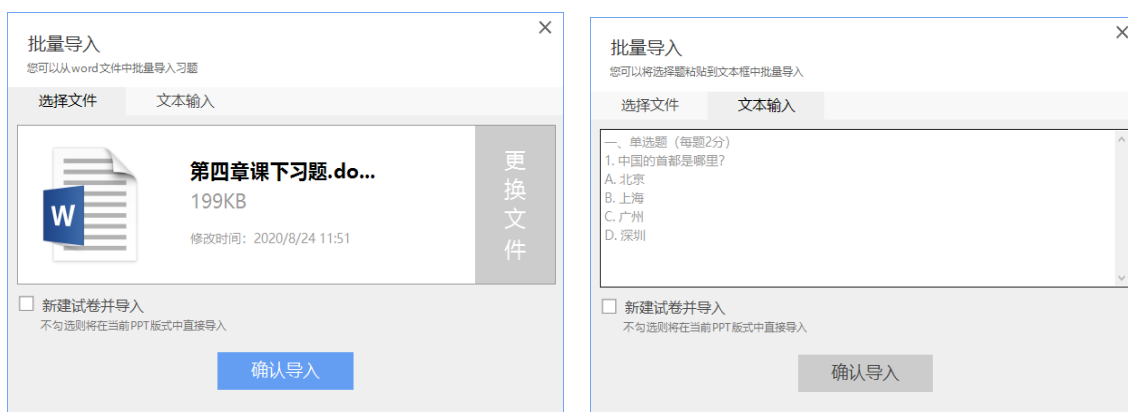 批量导入
您可以从word文件中批量导入习题
选择文件 文本输入
W
第四章课下习题.do...
199KB
修改时间：2020/8/24 11:51
更换文件
新建试卷并导入
不勾选则将在当前PPT版式中直接导入
确认导入
批量导入
您可以将选择题粘贴到文本框中批量导入
选择文件 文本输入
一、单选题（每题2分）
1. 中国的首都是哪里?
A. 北京
B. 上海
C. 广州
D. 深圳
新建试卷并导入
不勾选则将在当前PPT版式中直接导入
确认导入